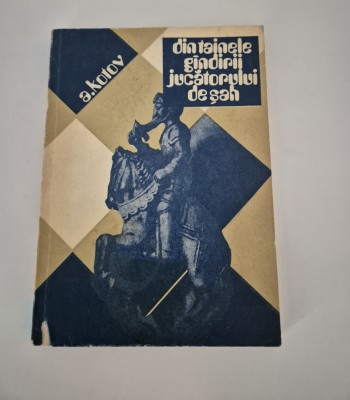 din tainele
gîndirii
jucătorului
de şah
a.kotov